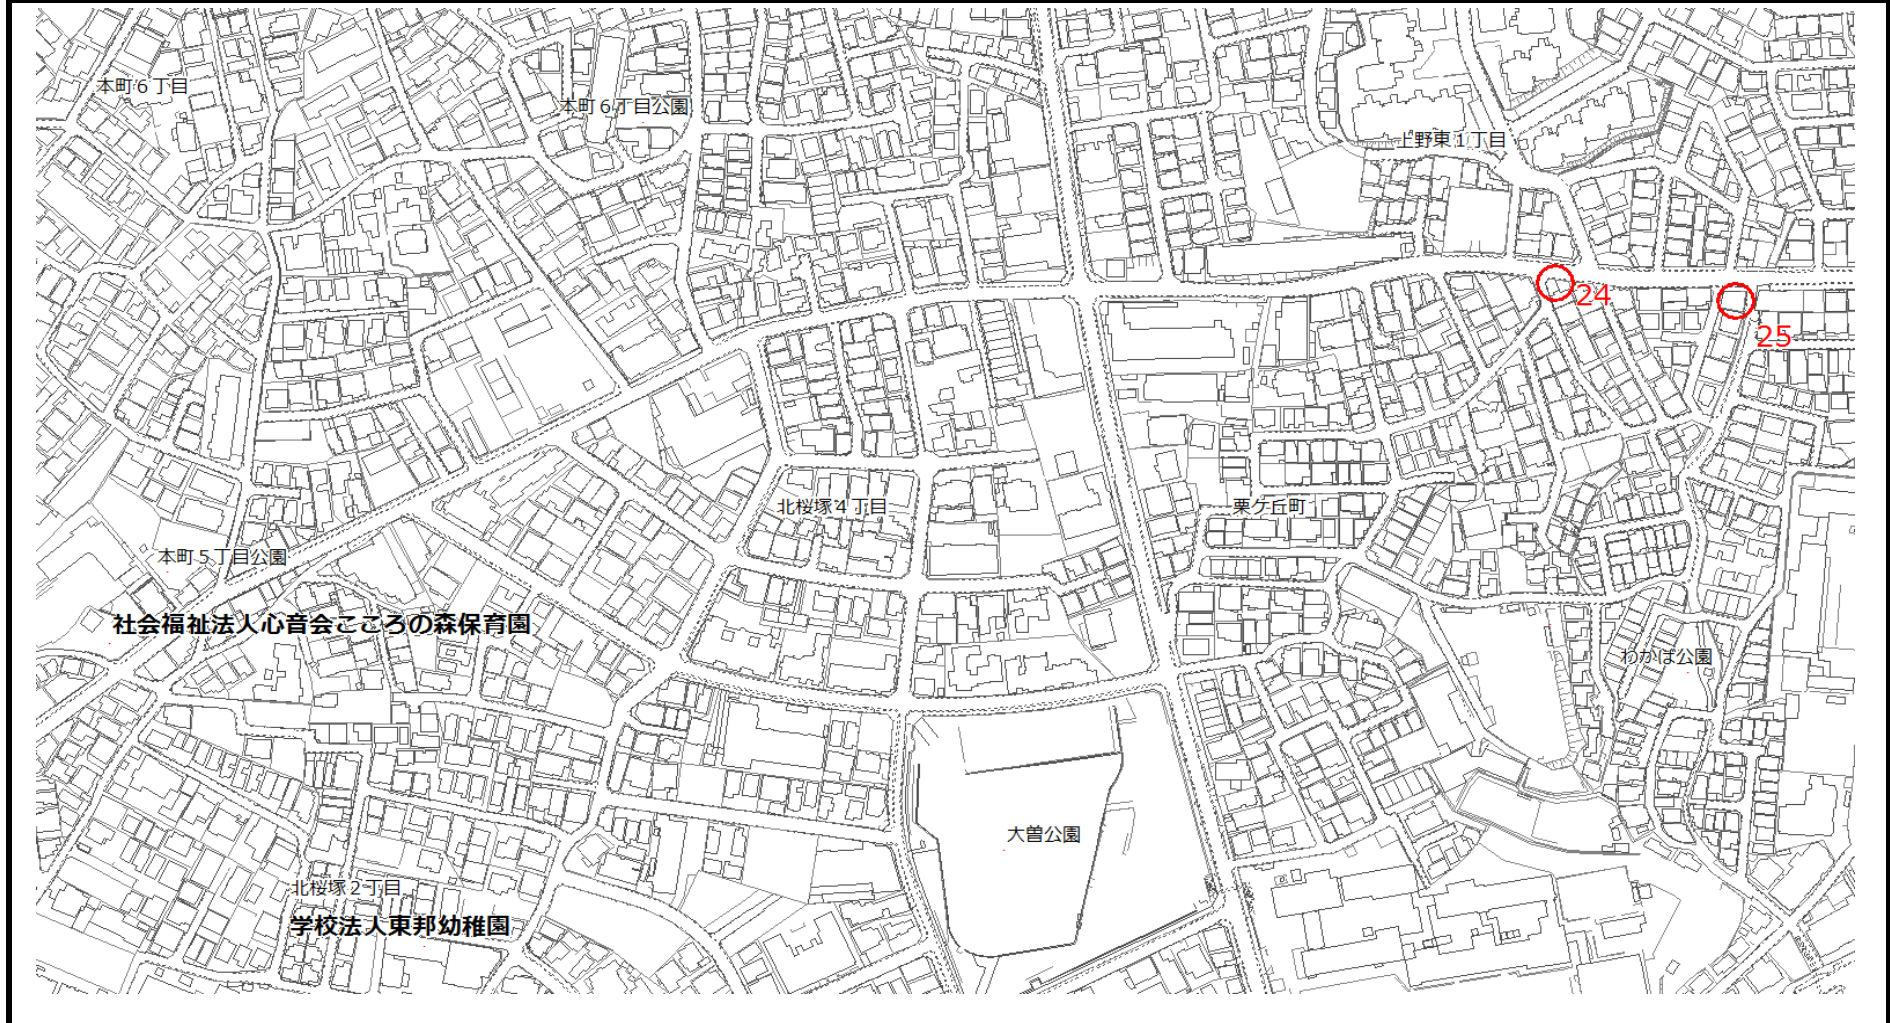 本町６丁目
本町６丁目公園
上野東１丁目
24
25
北桜塚４丁目
栗ケ丘町
本町５丁目公園
社会福祉法人心音会こころの森保育園
わかば公園
大曽公園
北桜塚２丁目
学校法人東邦幼稚園